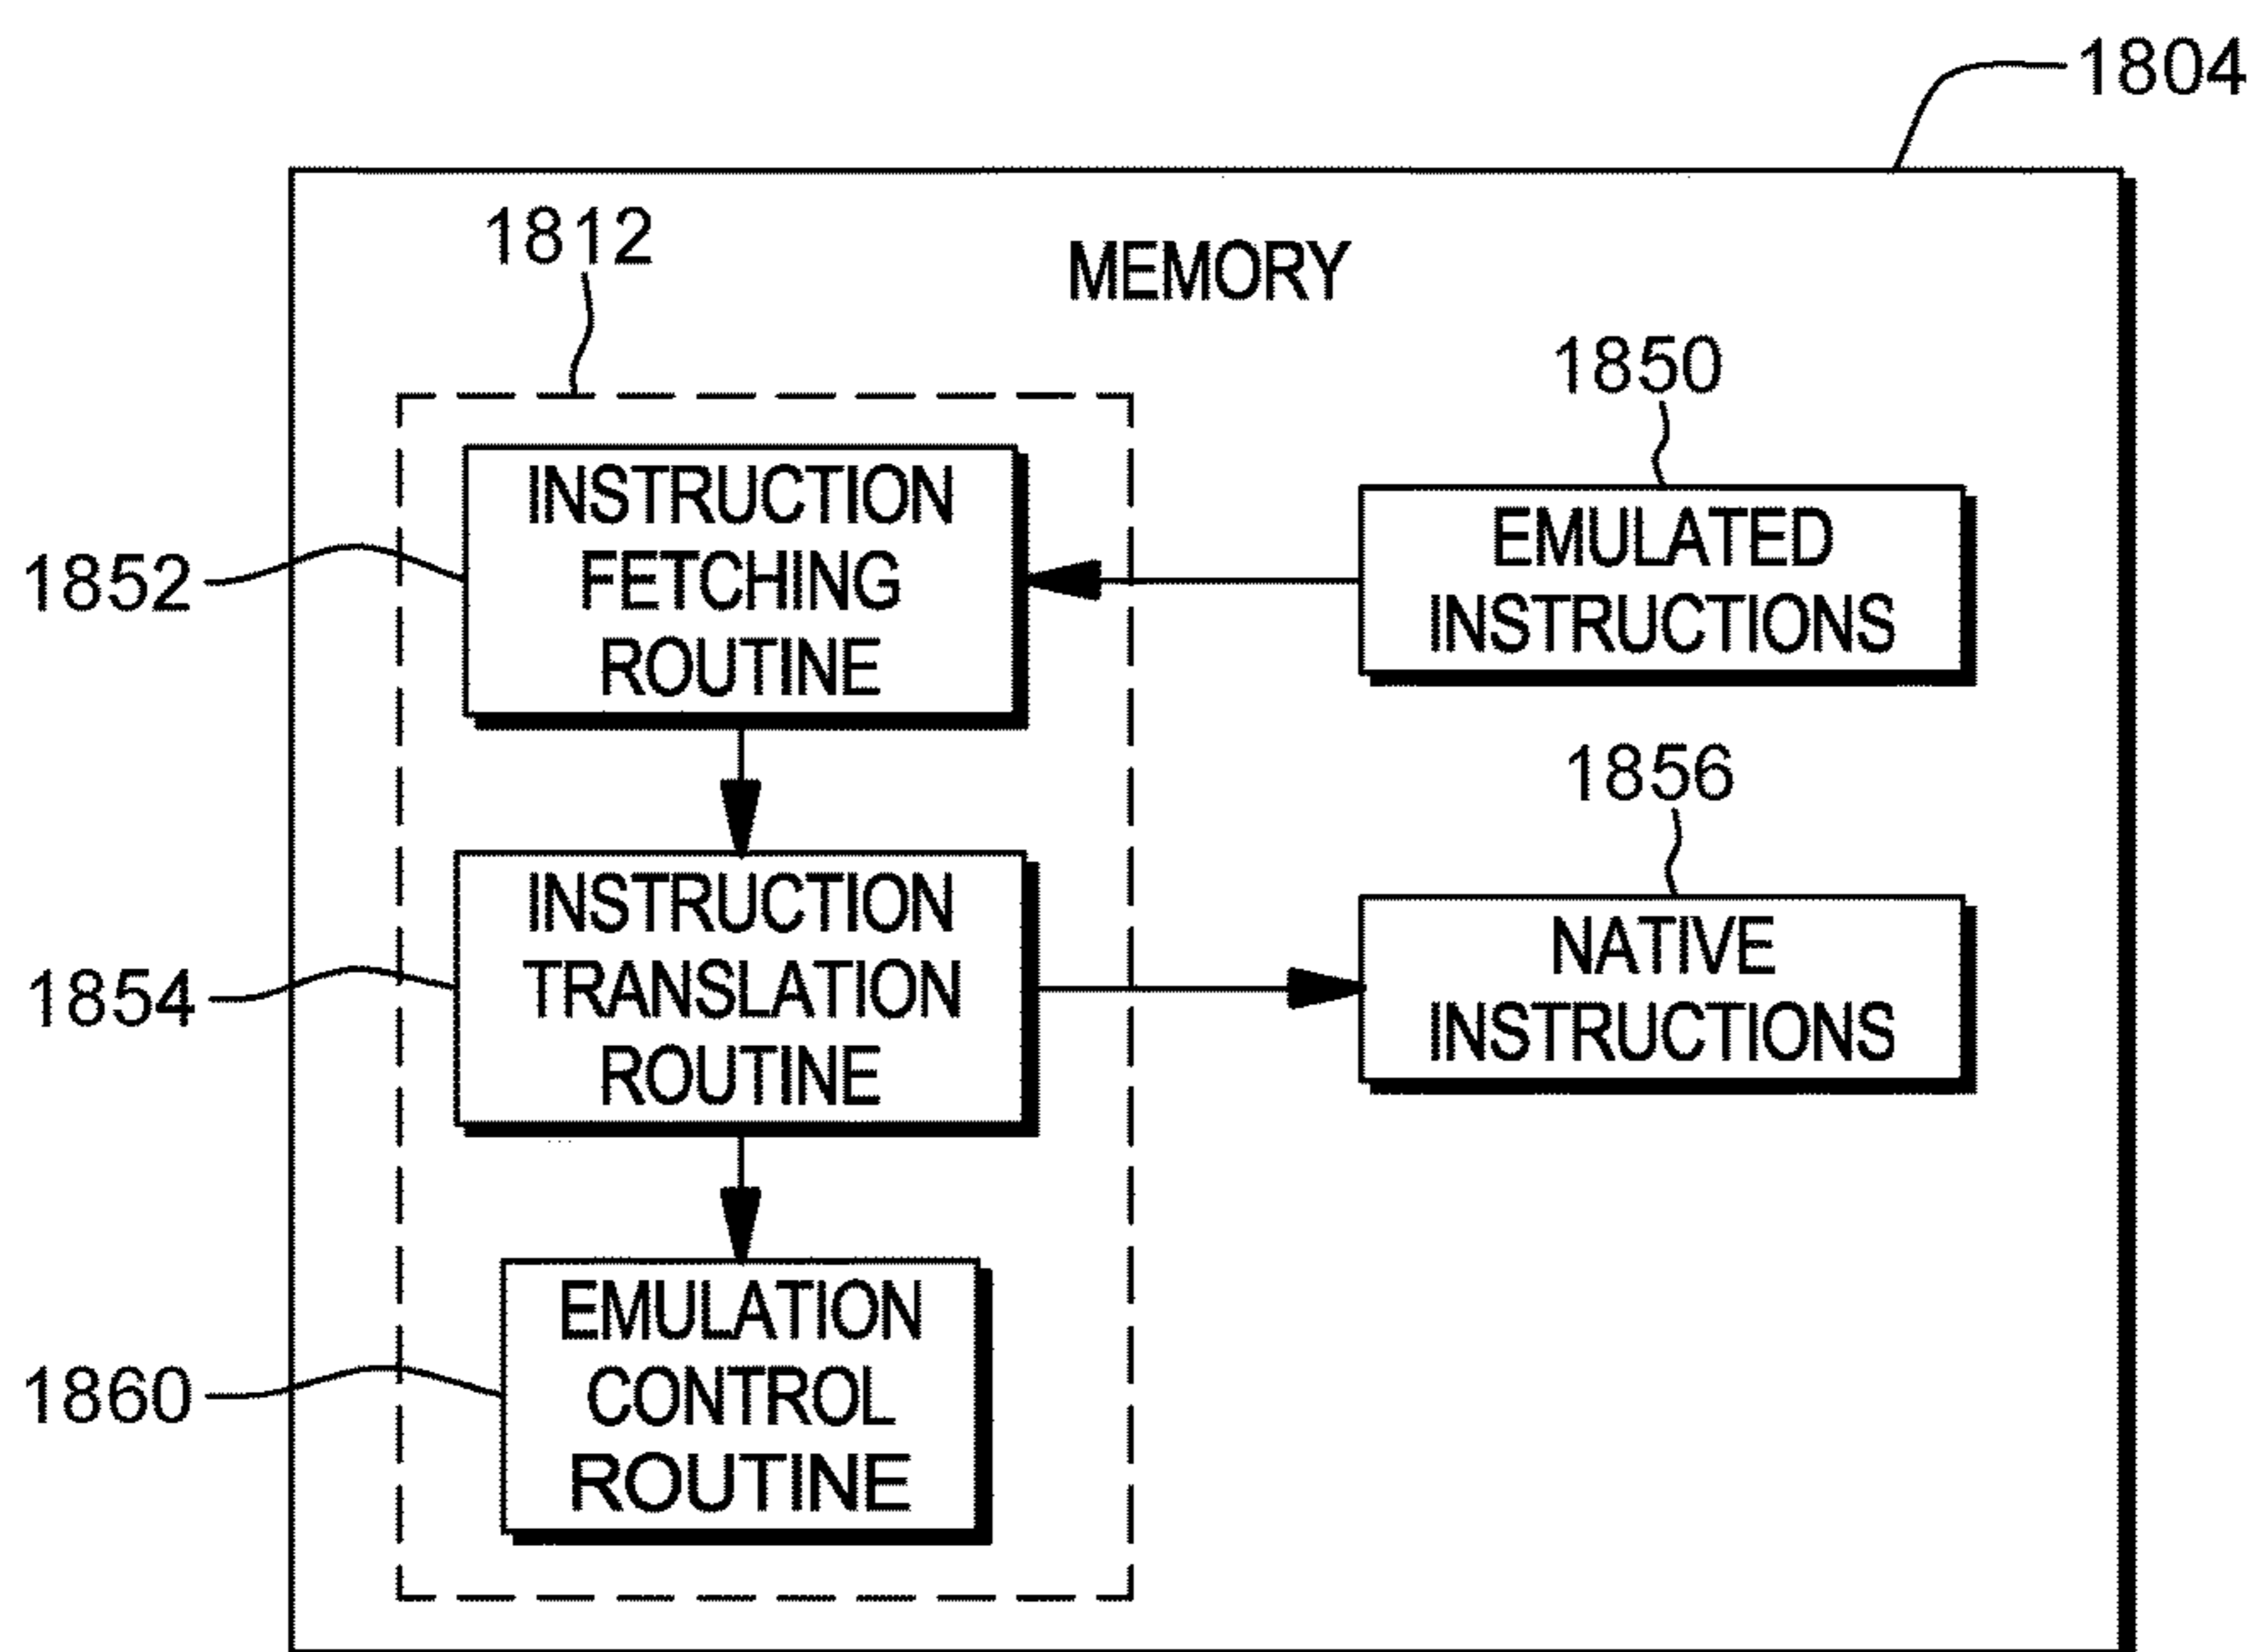 1804
1812
MEMORY
1850
INSTRUCTION
FETCHING
ROUTINE
1852
EMULATED
INSTRUCTIONS
1856
INSTRUCTION
TRANSLATION
ROUTINE
1854
NATIVE
INSTRUCTIONS
EMULATION
CONTROL
ROUTINE
1860